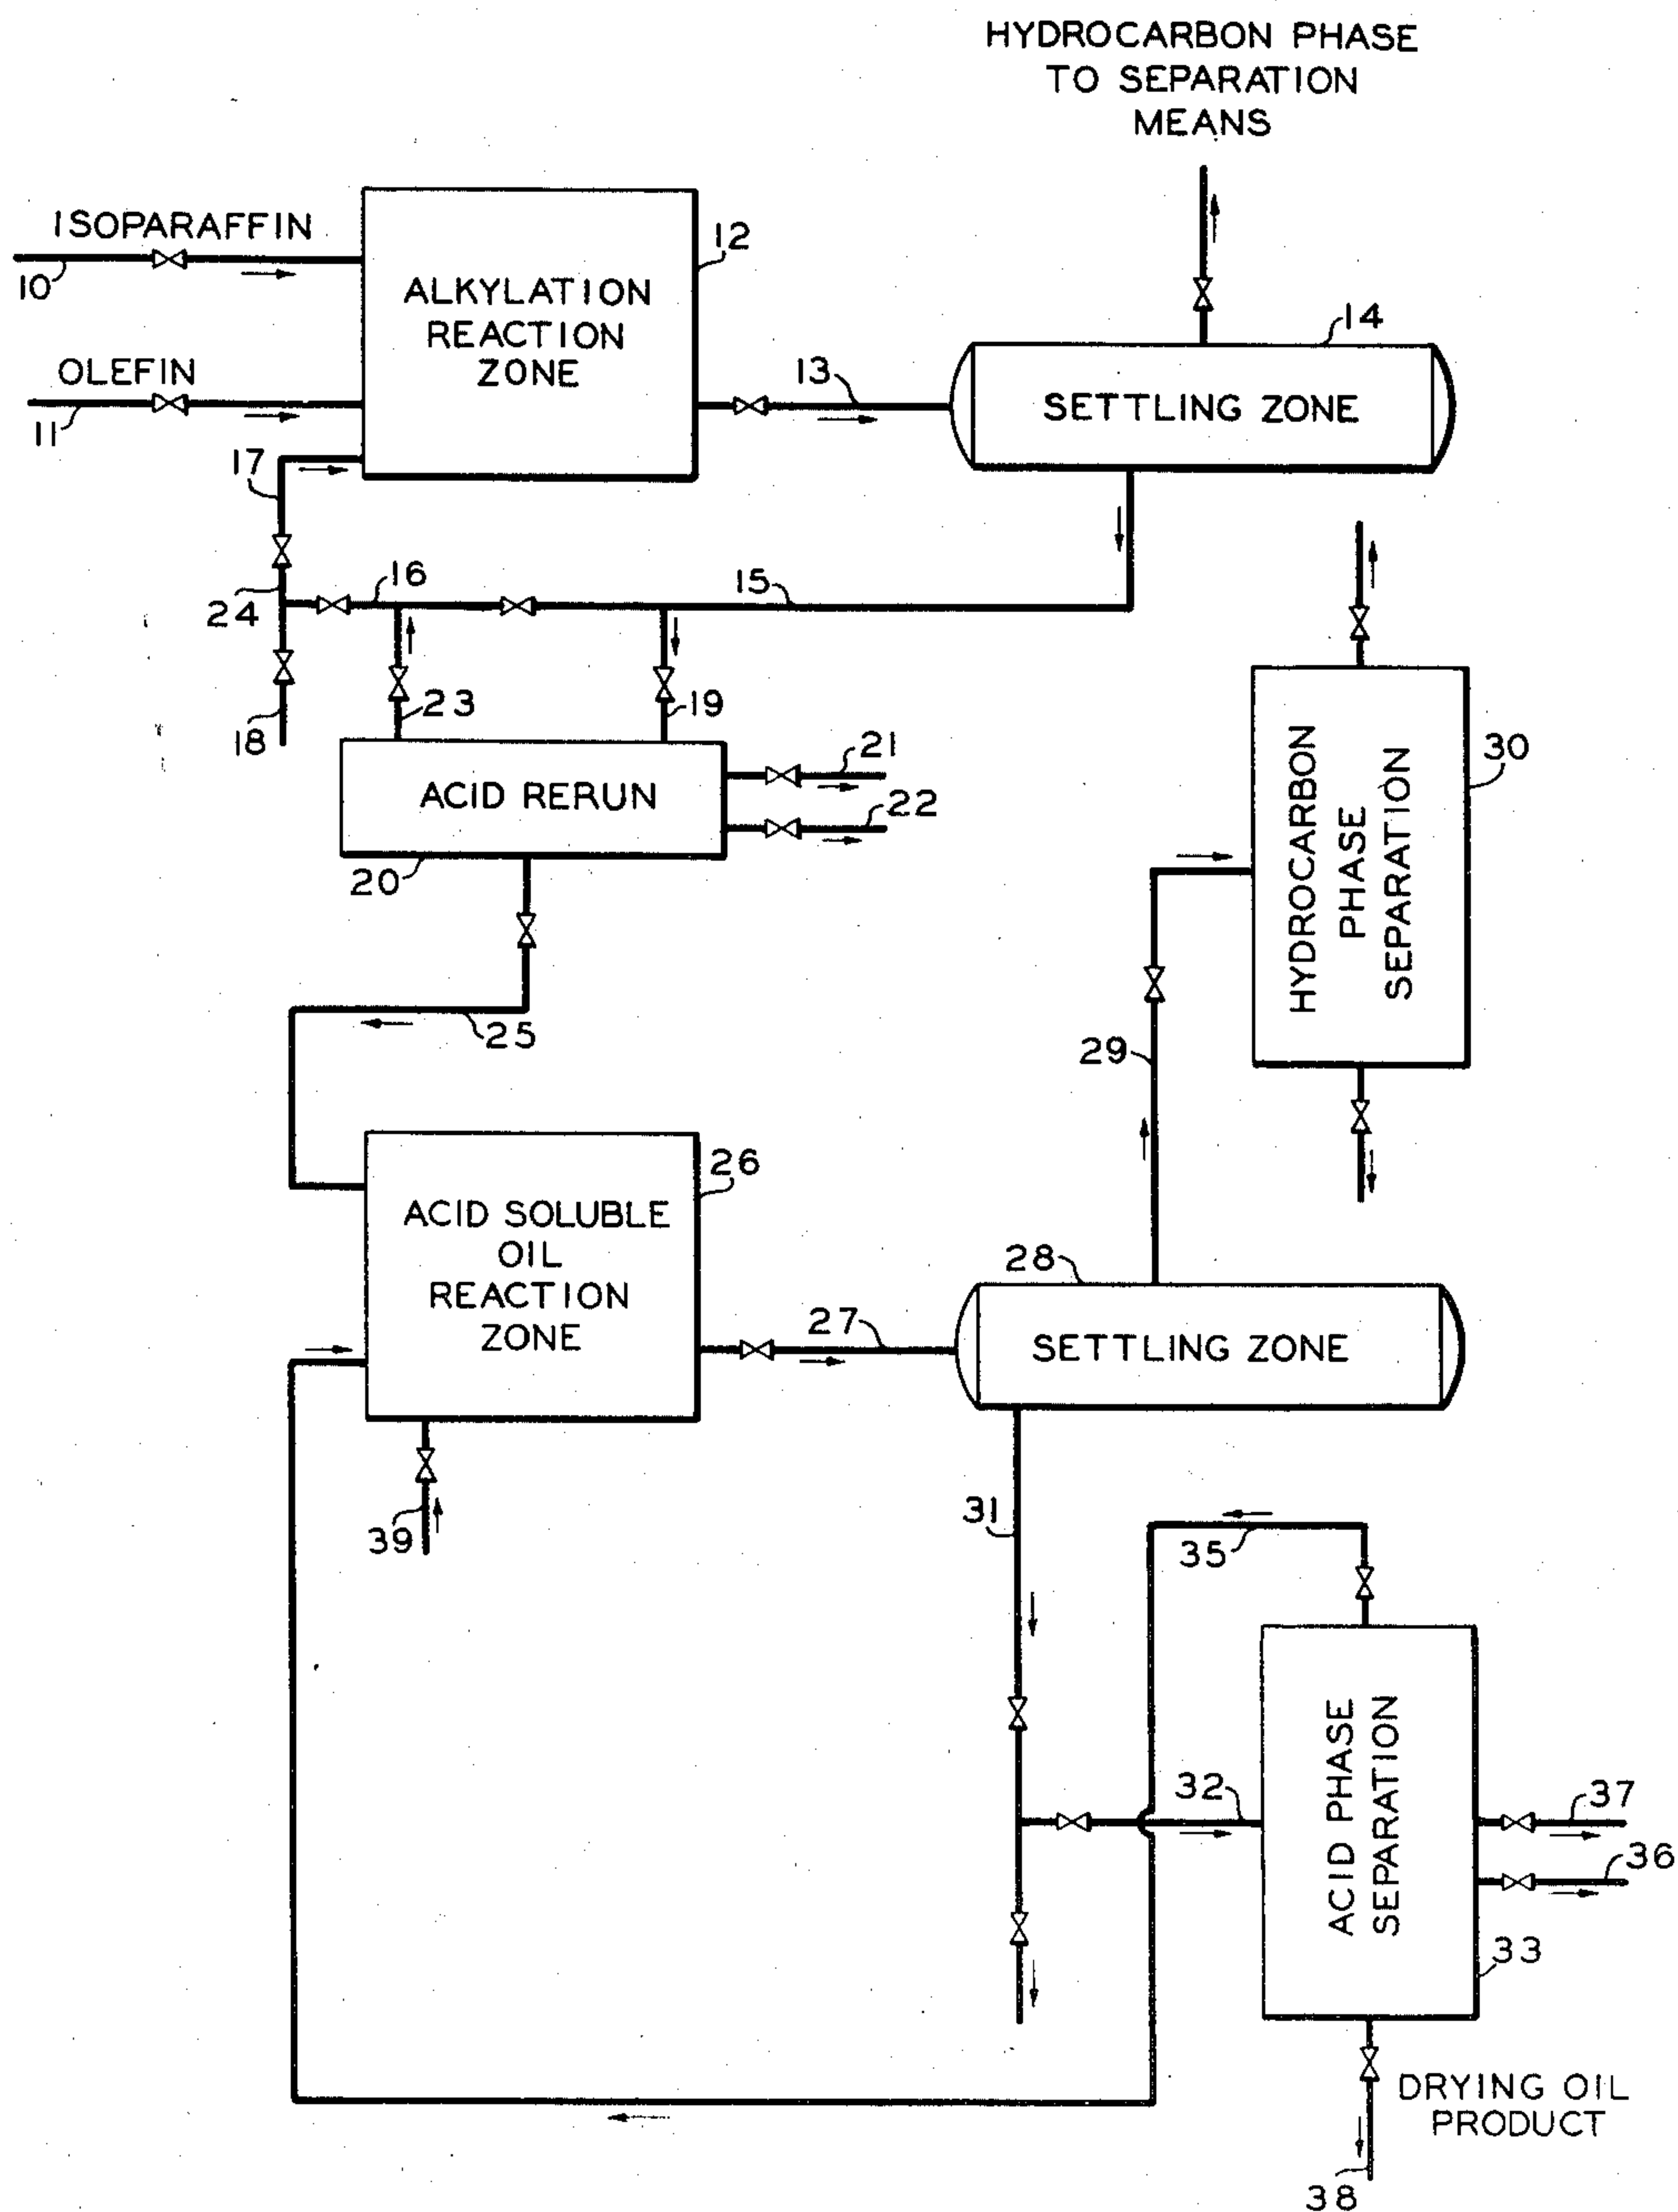 HYDROCARBON PHASE
TO SEPARATION
MEANS
ISOPARAFFIN
10
12
ALKYLATION
REACTION
ZONE
OLEFIN
11
13
14
SETTLING ZONE
17
16
15
24
18
23
19
21
22
ACID RERUN
20
25
HYDROCARBON
PHASE
SEPARATION
30
29
26
ACID SOLUBLE
OIL
REACTION
ZONE
28
27
SETTLING ZONE
39
31
35
32
ACID PHASE
SEPARATION
37
36
33
DRYING OIL
PRODUCT
38